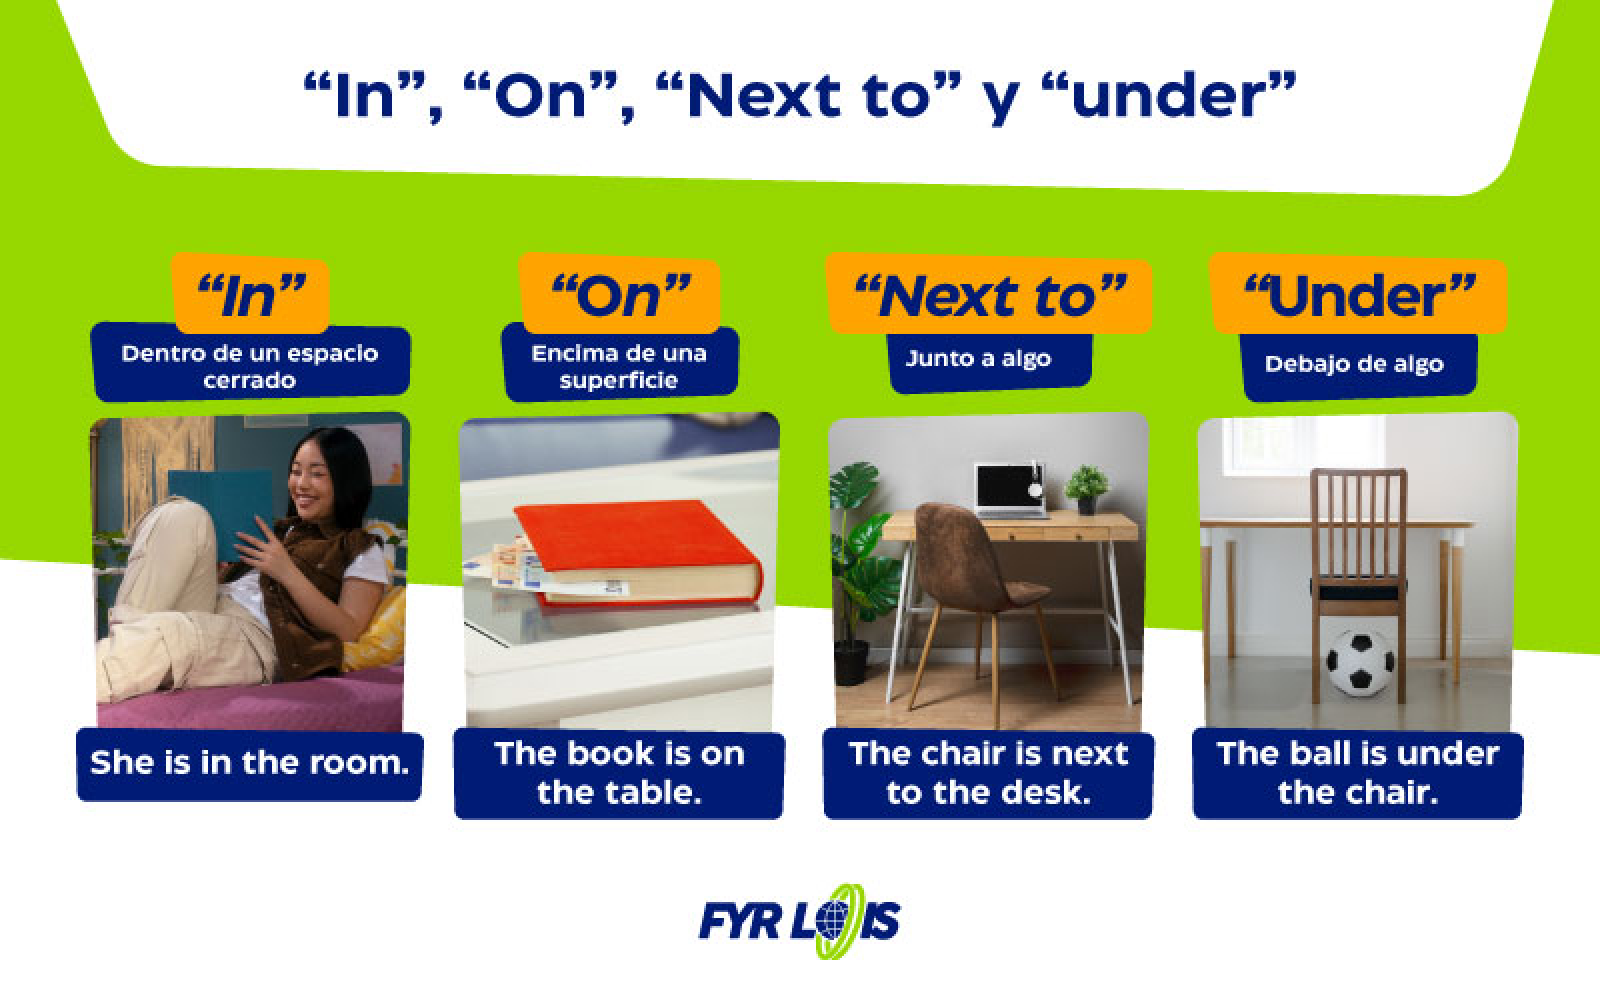 “In”, “On”, “Next to” y “under”
“In”
Dentro de un espacio
cerrado
She is in the room.
“On”
Encima de una
superficie
The book is on
the table.
“Next to”
Junto a algo
The chair is next
to the desk.
“Under”
Debajo de algo
The ball is under
the chair.
FYR LOIS